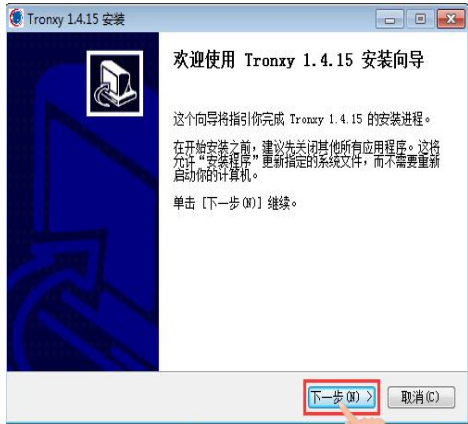 Tronxy 1.4.15 安装
欢迎使用 Tronxy 1.4.15 安装向导
这个向导将指引你完成 Tronxy 1.4.15 的安装进程。
在开始安装之前，建议先关闭其他所有应用程序。这将
允许“安装程序”更新指定的系统文件，而不需要重新
启动你的计算机。
单击 [下一步(N)] 继续。
下一步(N) >
取消(C)